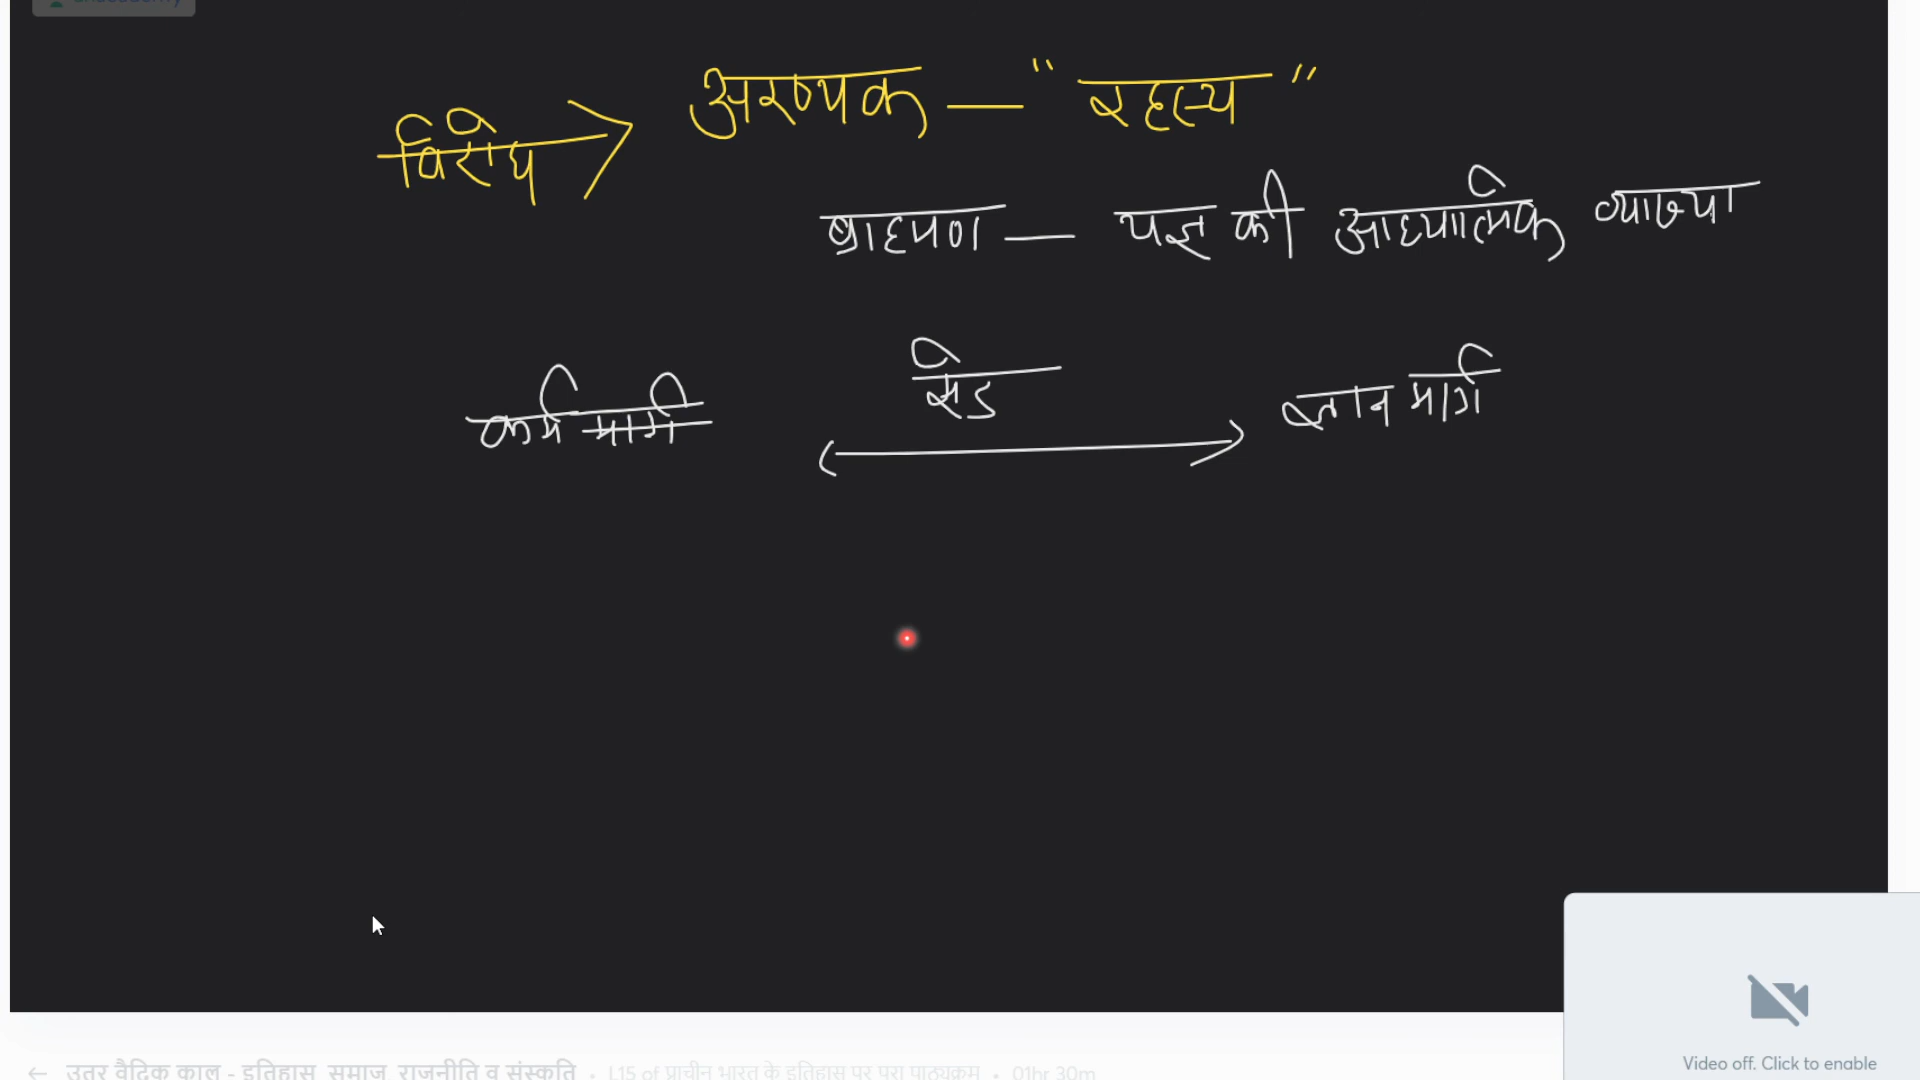 विरोध → अरण्यक — "रहस्य"
ब्राह्मण — यज्ञ की आध्यात्मिक व्याख्या
कर्म मार्ग ज्ञान मार्ग
Video off. Click to enable
← उत्तर वैदिक काल - इतिहास, समाज, राजनीति व संस्कृति • L15 of प्राचीन भारत के इतिहास पर पूरा पाठ्यक्रम • 01hr 30m